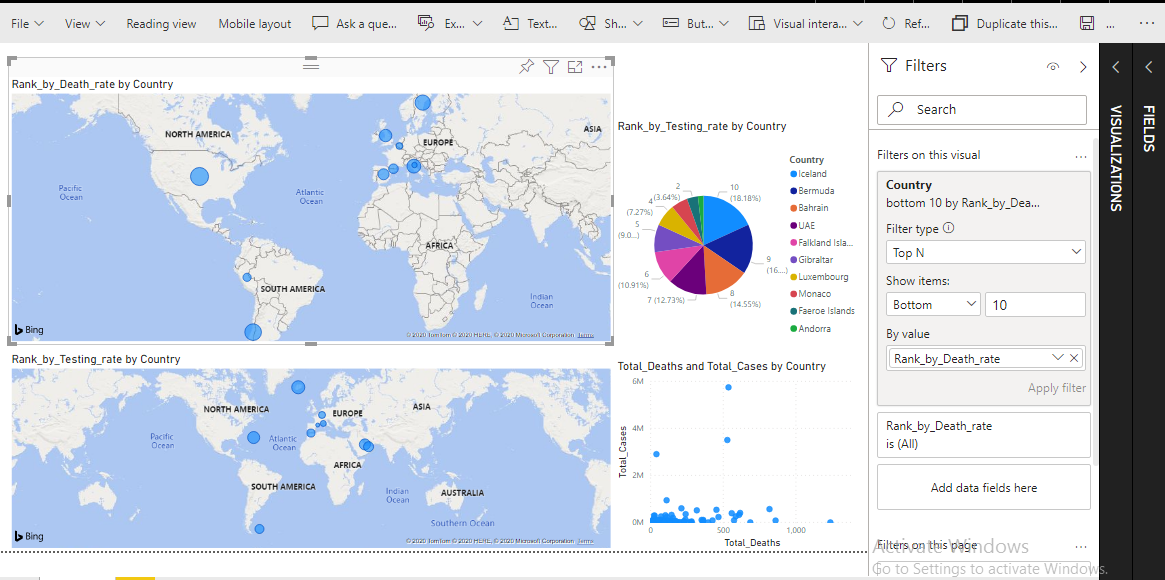 File View Reading view Mobile layout Ask a que... Ex... Text... Sh... But... Visual intera... Ref... Duplicate this... ... ...
Rank_by_Death_rate by Country
NORTH AMERICA
EUROPE
ASIA
Pacific
Ocean
Atlantic
Ocean
AFRICA
SOUTH AMERICA
Indian
Ocean
Bing
© 2020 TomTom © 2020 HERE, © 2020 Microsoft Corporation Terms
Rank_by_Testing_rate by Country
NORTH AMERICA
EUROPE
ASIA
Pacific
Ocean
Atlantic
Ocean
AFRICA
SOUTH AMERICA
Indian
Ocean
AUSTRALIA
Southern Ocean
Bing
© 2020 TomTom © 2020 HERE, © 2020 Microsoft Corporation Terms
Rank_by_Testing_rate by Country
10
(18.18%)
9
(16....)
8
(14.55%)
7 (12.73%)
6
(10.91%)
5
(9.0...)
4
(7.27%)
2
(3.64%)
Country
Iceland
Bermuda
Bahrain
UAE
Falkland Isla...
Gibraltar
Luxembourg
Monaco
Faeroe Islands
Andorra
Total_Deaths and Total_Cases by Country
Total_Cases
6M
4M
2M
0M
0 500 1,000
Total_Deaths
Filters
Search
Filters on this visual ...
Country
bottom 10 by Rank_by_Dea...
Filter type
Top N
Show items:
Bottom 10
By value
Rank_by_Death_rate
Apply filter
Rank_by_Death_rate
is (All)
Add data fields here
Filters on this page ...
Activate Windows
Go to Settings to activate Windows.
VISUALIZATIONS
FIELDS